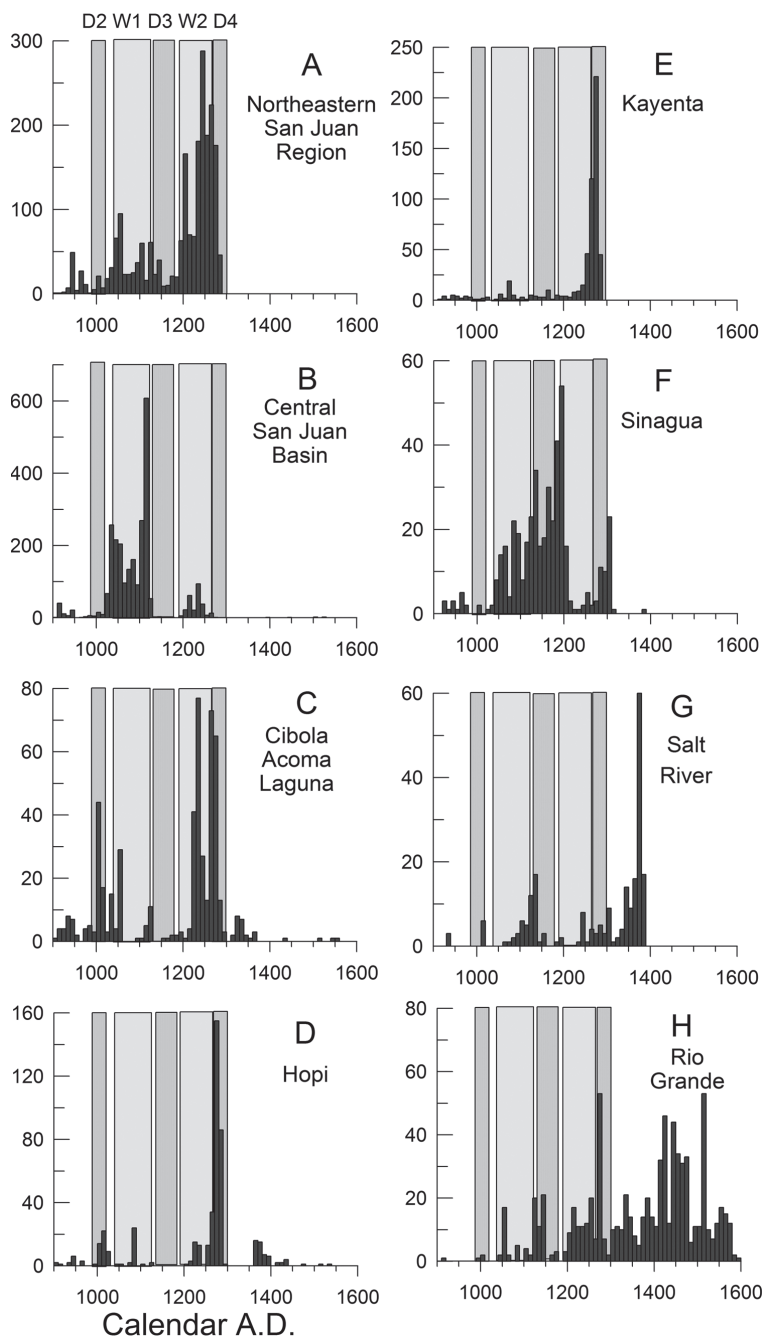 D2 W1 D3 W2 D4
300
200
100
0
1000 1200 1400 1600
A
Northeastern
San Juan
Region
250
200
150
100
50
0
1000 1200 1400 1600
E
Kayenta
600
400
200
0
1000 1200 1400 1600
B
Central
San Juan
Basin
60
40
20
0
1000 1200 1400 1600
F
Sinagua
80
60
40
20
0
1000 1200 1400 1600
C
Cibola
Acoma
Laguna
60
40
20
0
1000 1200 1400 1600
G
Salt
River
160
120
80
40
0
1000 1200 1400 1600
D
Hopi
80
60
40
20
0
1000 1200 1400 1600
H
Rio
Grande
Calendar A.D.